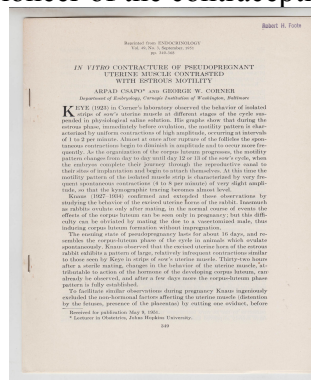 Robert H. Foote
Reprinted from ENDOCRINOLOGY
Vol. 49, No. 3, September, 1951
IN VITRO CONTRACTURE OF PSEUDOPREGNANT
UTERINE MUSCLE CONTRASTED
WITH ESTROUS MOTILITY
ARPAD CSAPO* AND GEORGE W. CORNER
Department of Embryology, Carnegie Institution of Washington, Baltimore
KEYE (1923) in Corner's laboratory observed the behavior of isolated
strips of sow's uterine muscle at different stages of the cycle sus-
pended in physiological saline solution. His graphs show that during the
estrous phase, immediately before ovulation, the motility pattern is char-
acterized by uniform contractions of high amplitude, occurring at intervals
of 1 to 2 per minute. Almost at once after rupture of the follicles the spon-
taneous contractions begin to diminish in amplitude and to occur more fre-
quently. As the organization of the corpus luteum progresses, the motility
pattern changes from day to day until day 12 or 13 of the sow's cycle, when
the embryos complete their journey through the reproductive canal to
their sites of implantation and begin to attach themselves. At this time the
motility pattern of the isolated muscle strip is characterized by very fre-
quent spontaneous contractions (4 to 8 per minute) of very slight ampli-
tude, so that the kymographic tracing becomes almost level.
Knaus (1927–1934) confirmed and extended these observations by
studying the behavior of the excised uterine horn of the rabbit. Inasmuch
as rabbits ovulate only after mating, in the normal course of events the
effects of the corpus luteum can be seen only in pregnancy; but this diffi-
culty can be obviated by mating the doe to a vasectomized male, thus
inducing corpus luteum formation without impregnation.
The ensuing state of pseudopregnancy lasts for about 16 days, and re-
sembles the corpus-luteum phase of the cycle in animals which ovulate
spontaneously. Knaus observed that the excised uterine horn of the estrous
rabbit exhibits a pattern of large, relatively infrequent contractions similar
to those seen by Keye in strips of sow's uterine muscle. Thirty-two hours
after a sterile mating, changes in the behavior of the uterine muscle, at-
tributable to action of the hormone of the developing corpus luteum, can
already be observed, and after a few days more the corpus-luteum phase
pattern is fully established.
To facilitate similar observations during pregnancy Knaus ingeniously
excluded the non-hormonal factors affecting the uterine muscle (distention
by the fetuses, presence of the placentas) by cutting one oviduct, before
Received for publication May 9, 1951.
* Lecturer in Obstetrics, Johns Hopkins University.